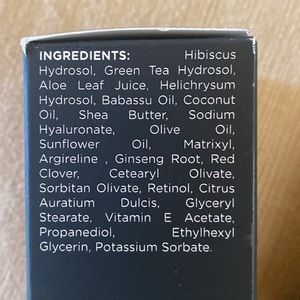 INGREDIENTS: Hibiscus
Hydrosol, Green Tea Hydrosol,
Aloe Leaf Juice, Helichrysum
Hydrosol, Babassu Oil, Coconut
Oil, Shea Butter, Sodium
Hyaluronate, Olive Oil,
Sunflower Oil, Matrixyl,
Argireline , Ginseng Root, Red
Clover, Cetearyl Olivate,
Sorbitan Olivate, Retinol, Citrus
Auratium Dulcis, Glyceryl
Stearate, Vitamin E Acetate,
Propanediol, Ethylhexyl
Glycerin, Potassium Sorbate.